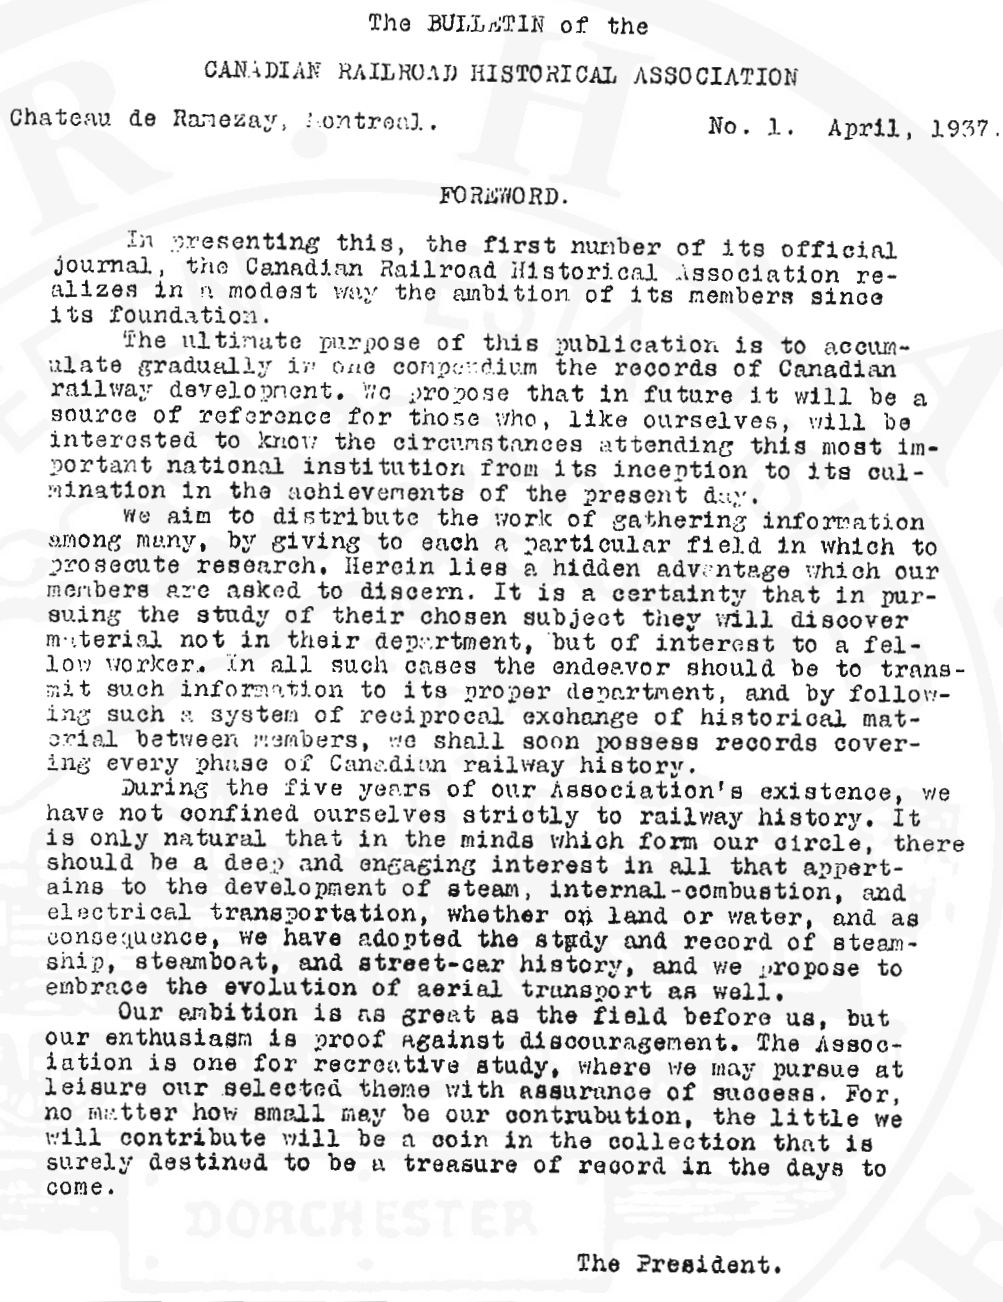 The BULLETIN of the
CANADIAN RAILROAD HISTORICAL ASSOCIATION
Chateau de Ramezay, Montreal. No. 1. April, 1937.
FOREWORD.
In presenting this, the first number of its official
journal, the Canadian Railroad Historical Association re-
alizes in a modest way the ambition of its members since
its foundation.
The ultimate purpose of this publication is to accum-
ulate gradually in one compendium the records of Canadian
railway development. We propose that in future it will be a
source of reference for those who, like ourselves, will be
interested to know the circumstances attending this most im-
portant national institution from its inception to its cul-
mination in the achievements of the present day.
We aim to distribute the work of gathering information
among many, by giving to each a particular field in which to
prosecute research. Herein lies a hidden advantage which our
members are asked to discern. It is a certainty that in pur-
suing the study of their chosen subject they will discover
material not in their department, but of interest to a fel-
low worker. In all such cases the endeavor should be to trans-
mit such information to its proper department, and by follow-
ing such a system of reciprocal exchange of historical mat-
erial between members, we shall soon possess records cover-
ing every phase of Canadian railway history.
During the five years of our Association's existence, we
have not confined ourselves strictly to railway history. It
is only natural that in the minds which form our circle, there
should be a deep and engaging interest in all that appert-
ains to the development of steam, internal-combustion, and
electrical transportation, whether on land or water, and as
consequence, we have adopted the study and record of steam-
ship, steamboat, and street-car history, and we propose to
embrace the evolution of aerial transport as well.
Our ambition is as great as the field before us, but
our enthusiasm is proof against discouragement. The Assoc-
iation is one for recreative study, where we may pursue at
leisure our selected theme with assurance of success. For,
no matter how small may be our contrubution, the little we
will contribute will be a coin in the collection that is
surely destined to be a treasure of record in the days to
come.
DORCHESTER
The President.